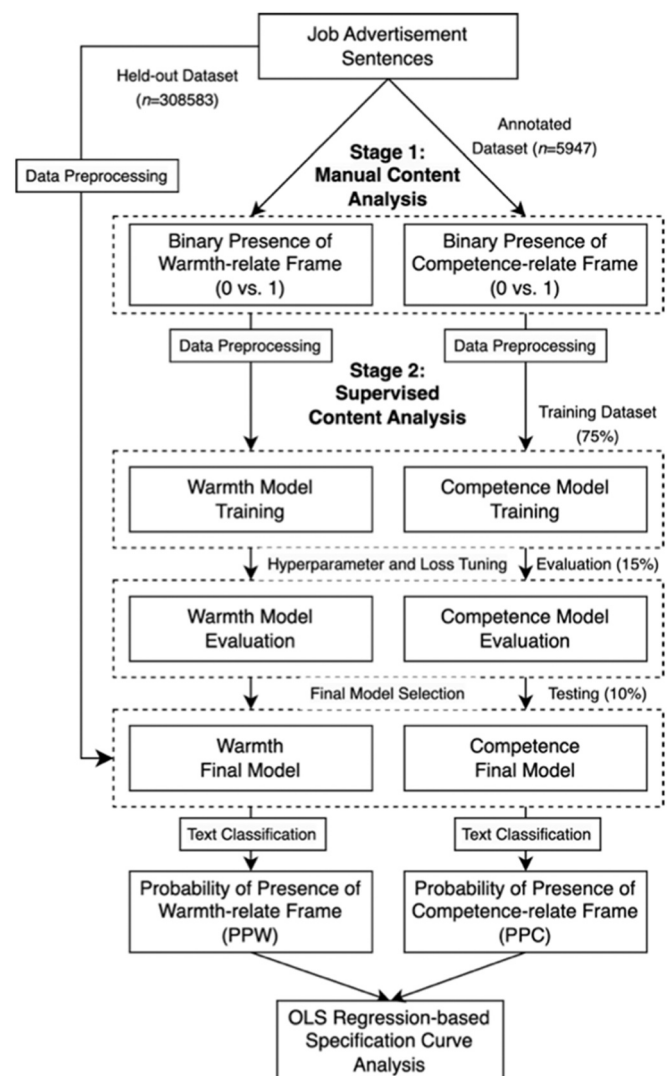 Job Advertisement
Sentences
Held-out Dataset
(n=308583)
Annotated
Dataset (n=5947)
Data Preprocessing
Stage 1:
Manual Content
Analysis
Binary Presence of
Warmth-relate Frame
(0 vs. 1)
Binary Presence of
Competence-relate Frame
(0 vs. 1)
Data Preprocessing
Data Preprocessing
Stage 2:
Supervised
Content Analysis
Training Dataset
(75%)
Warmth Model
Training
Competence Model
Training
Hyperparameter and Loss Tuning
Evaluation (15%)
Warmth Model
Evaluation
Competence Model
Evaluation
Final Model Selection
Testing (10%)
Warmth
Final Model
Competence
Final Model
Text Classification
Text Classification
Probability of Presence of
Warmth-relate Frame
(PPW)
Probability of Presence of
Competence-relate Frame
(PPC)
OLS Regression-based
Specification Curve
Analysis